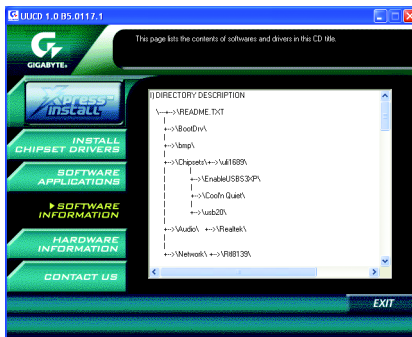 UUCD 1.0 B5.0117.1
GIGABYTE
This page lists the contents of softwares and drivers in this CD title.
Xpress
install
INSTALL
CHIPSET DRIVERS
SOFTWARE
APPLICATIONS
SOFTWARE
INFORMATION
HARDWARE
INFORMATION
CONTACT US
I) DIRECTORY DESCRIPTION
\--+-->\README.TXT
|
+-->\BootDrv\
|
+-->\bmp\
|
+-->\Chipsets\+-->\uli1689\
|
+-->\EnableUSBS3XP\
|
+-->\Cool'n Quiet\
|
+-->\usb20\
|
+-->\Audio\ +-->\Realtek\
|
+-->\Network\ +-->\Rtl8139\
EXIT